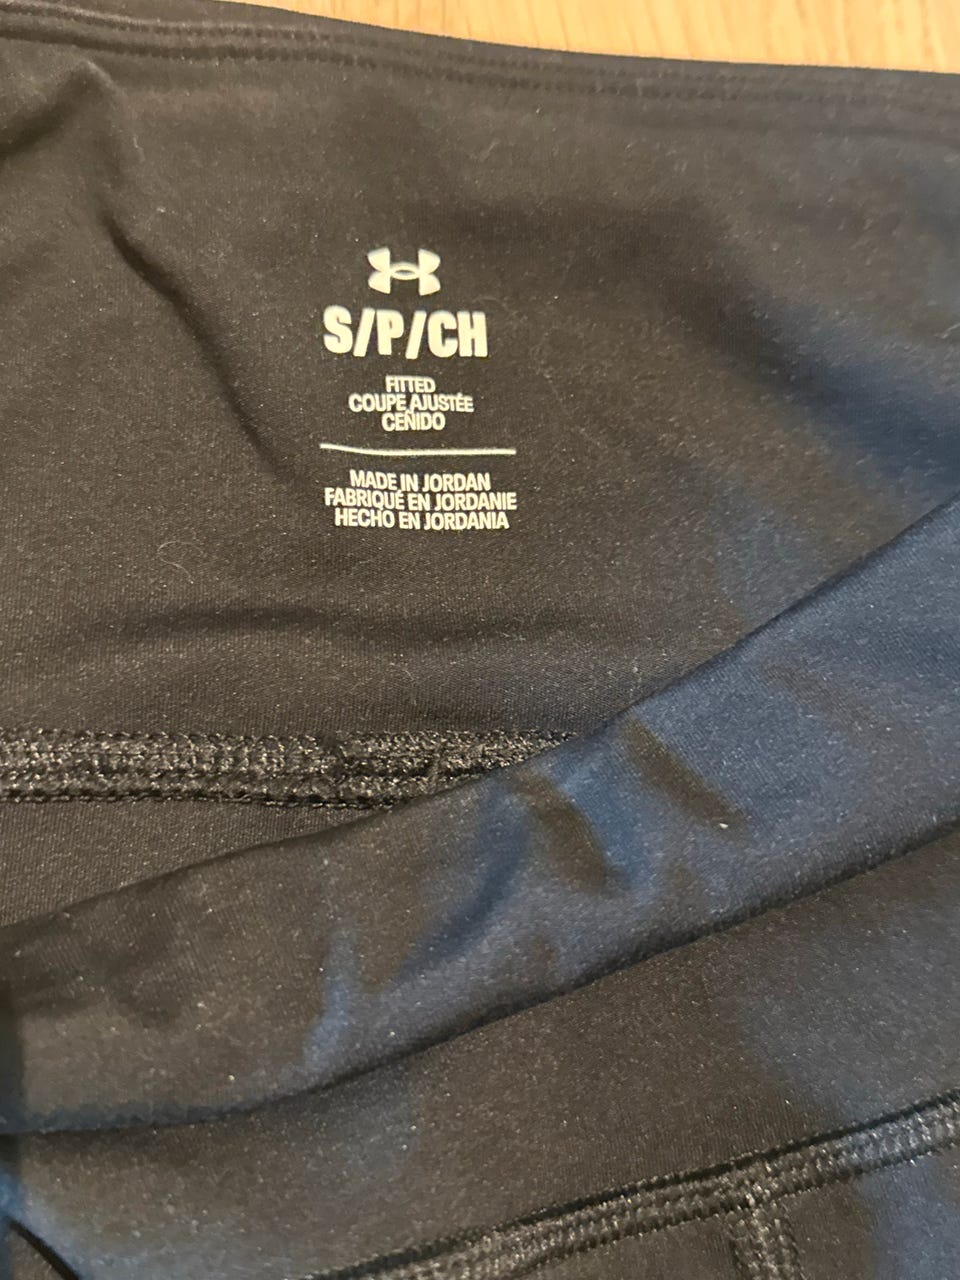 S/P/CH
FITTED
COUPE AJUSTÉE
CEÑIDO
MADE IN JORDAN
FABRIQUÉ EN JORDANIE
HECHO EN JORDANIA